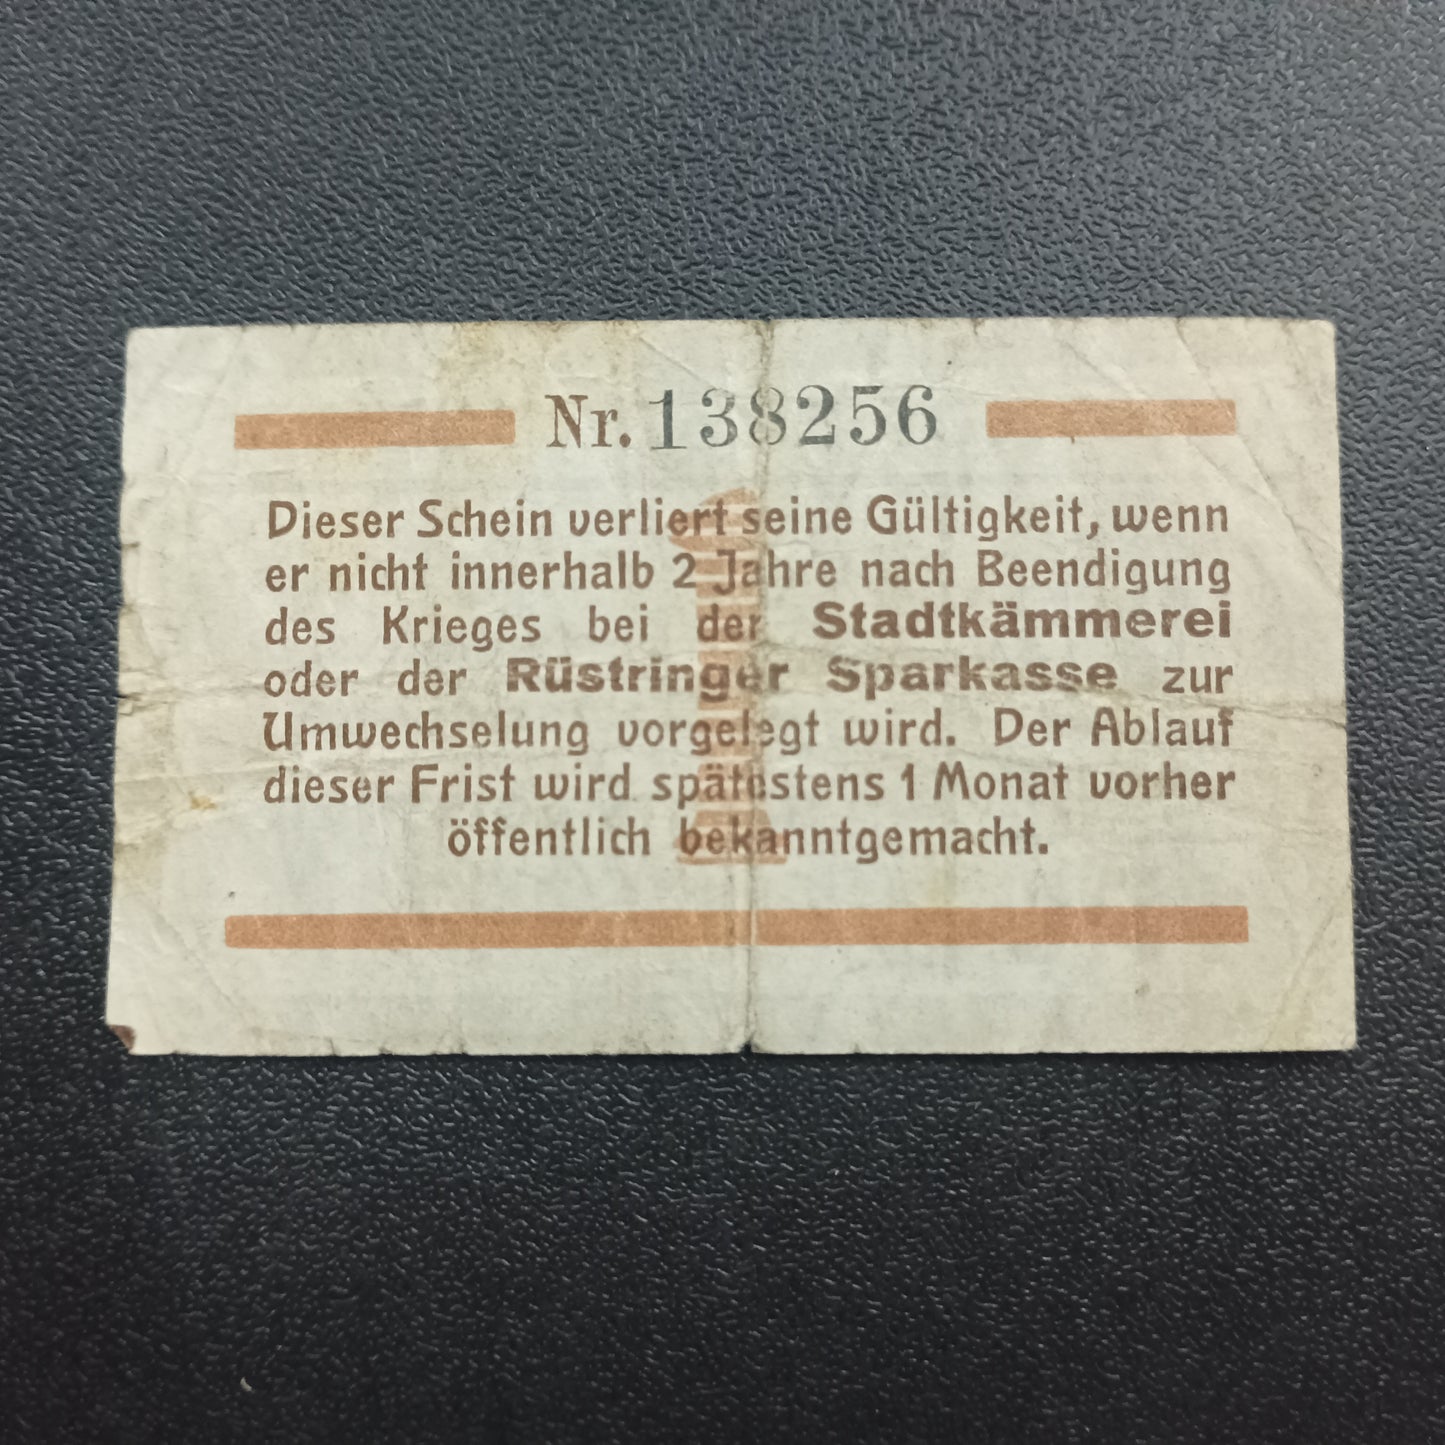 Nr. 138256
Dieser Schein verliert seine Gültigkeit, wenn
er nicht innerhalb 2 Jahre nach Beendigung
des Krieges bei der Stadtkämmerei
oder der Rüstringer Sparkasse zur
Umwechselung vorgelegt wird. Der Ablauf
dieser Frist wird spätestens 1 Monat vorher
öffentlich bekanntgemacht.